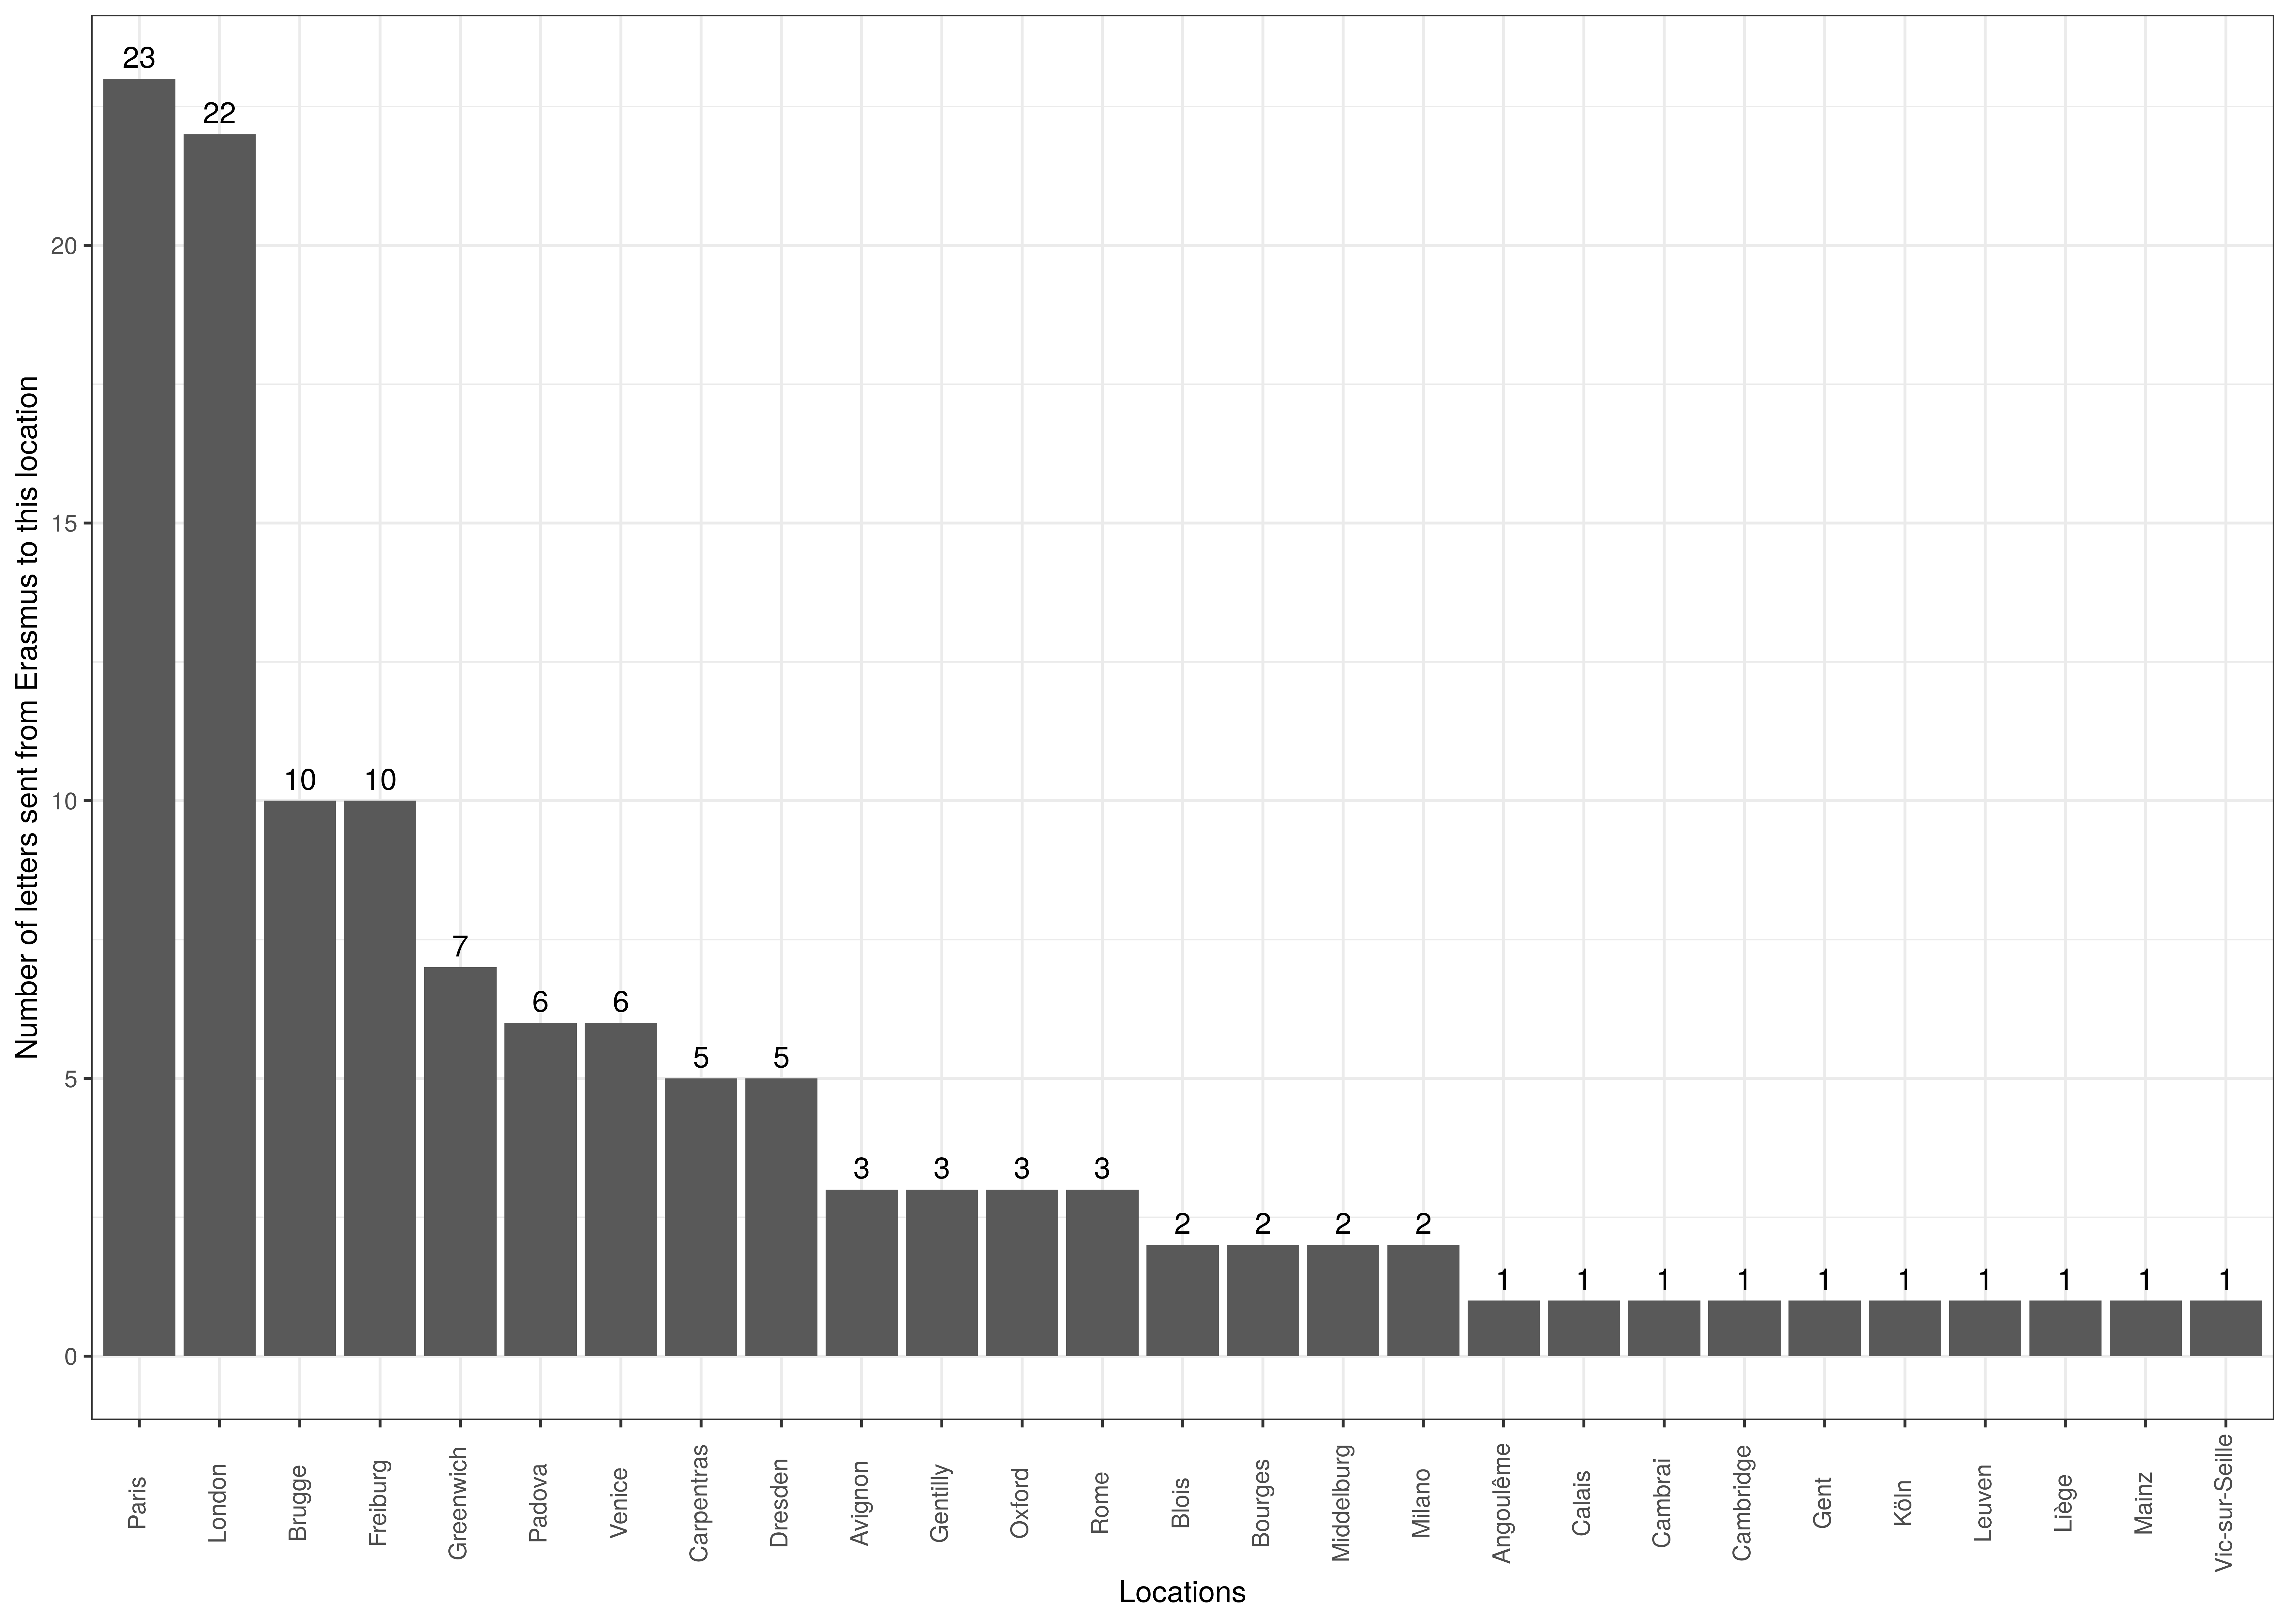 Number of letters sent from Erasmus to this location
20
15
10
5
0
23
22
10
10
7
6
6
5
5
3
3
3
3
2
2
2
2
1
1
1
1
1
1
1
1
1
1
Paris
London
Brugge
Freiburg
Greenwich
Padova
Venice
Carpentras
Dresden
Avignon
Gentilly
Oxford
Rome
Blois
Bourges
Middelburg
Milano
Angoulême
Calais
Cambrai
Cambridge
Gent
Köln
Leuven
Liège
Mainz
Vic-sur-Seille
Locations